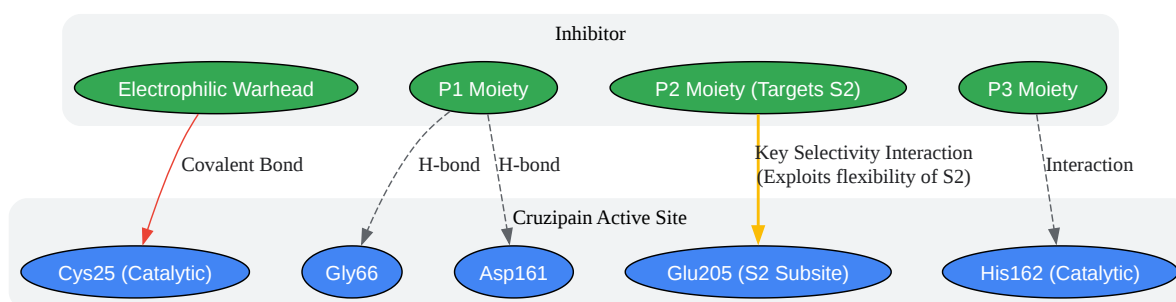 Inhibitor
Electrophilic Warhead
P1 Moiety
P2 Moiety (Targets S2)
P3 Moiety
Covalent Bond
H-bond
H-bond
Key Selectivity Interaction
(Exploits flexibility of S2)
Interaction
Cruzipain Active Site
Cys25 (Catalytic)
Gly66
Asp161
Glu205 (S2 Subsite)
His162 (Catalytic)